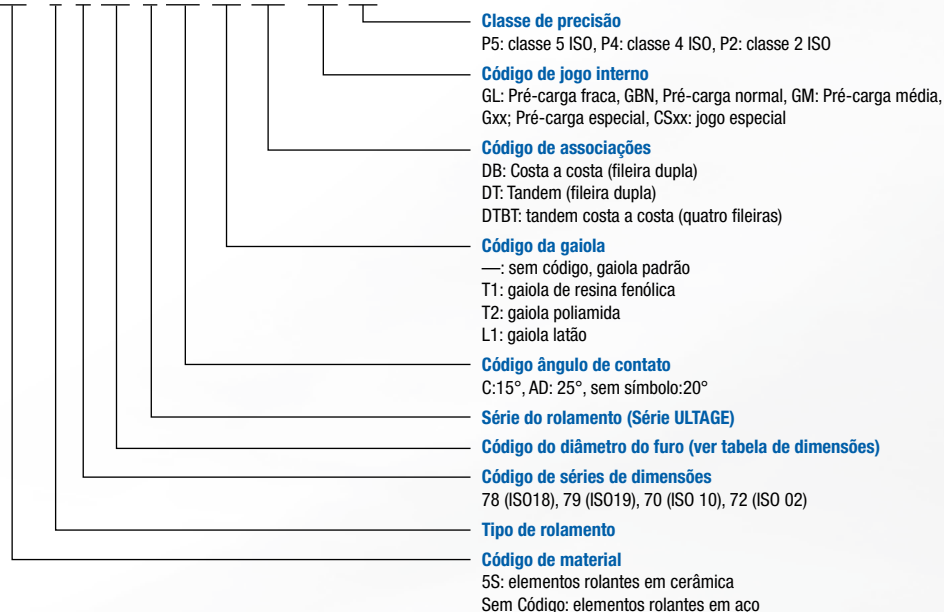 Classe de precisão
P5: classe 5 ISO, P4: classe 4 ISO, P2: classe 2 ISO
Código de jogo interno
GL: Pré-carga fraca, GBN, Pré-carga normal, GM: Pré-carga média,
Gxx; Pré-carga especial, CSxx: jogo especial
Código de associações
DB: Costa a costa (fileira dupla)
DT: Tandem (fileira dupla)
DTBT: tandem costa a costa (quatro fileiras)
Código da gaiola
—: sem código, gaiola padrão
T1: gaiola de resina fenólica
T2: gaiola poliamida
L1: gaiola latão
Código ângulo de contato
C:15°, AD: 25°, sem símbolo:20°
Série do rolamento (Série ULTAGE)
Código do diâmetro do furo (ver tabela de dimensões)
Código de séries de dimensões
78 (ISO18), 79 (ISO19), 70 (ISO 10), 72 (ISO 02)
Tipo de rolamento
Código de material
5S: elementos rolantes em cerâmica
Sem Código: elementos rolantes em aço